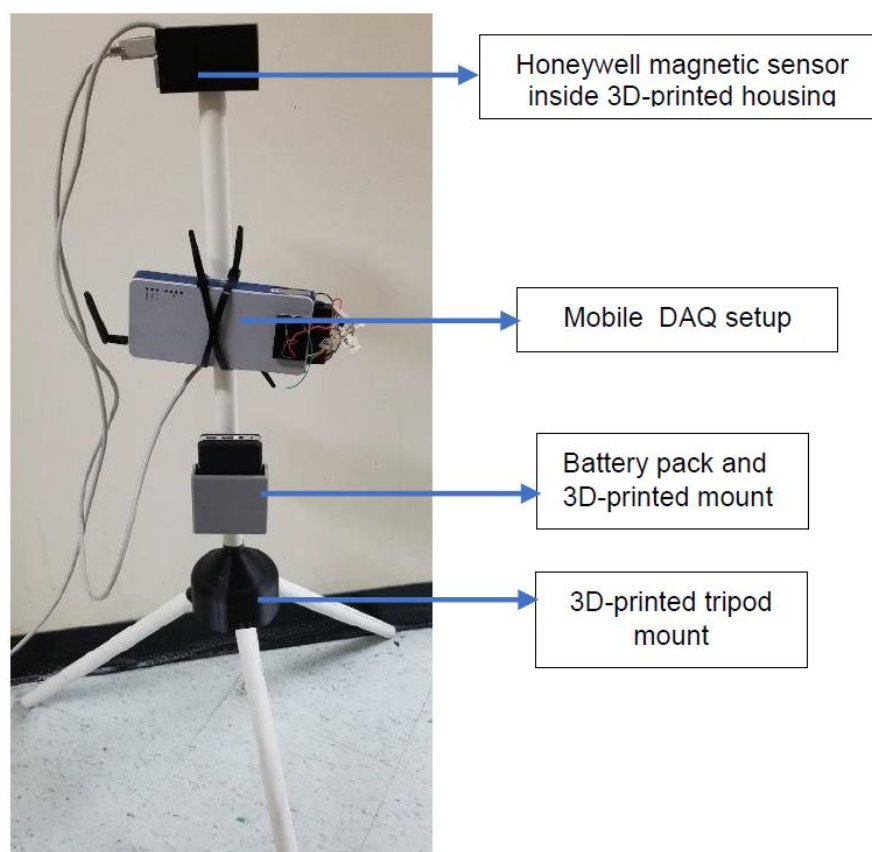 Honeywell magnetic sensor
inside 3D-printed housing
Mobile DAQ setup
Battery pack and
3D-printed mount
3D-printed tripod
mount